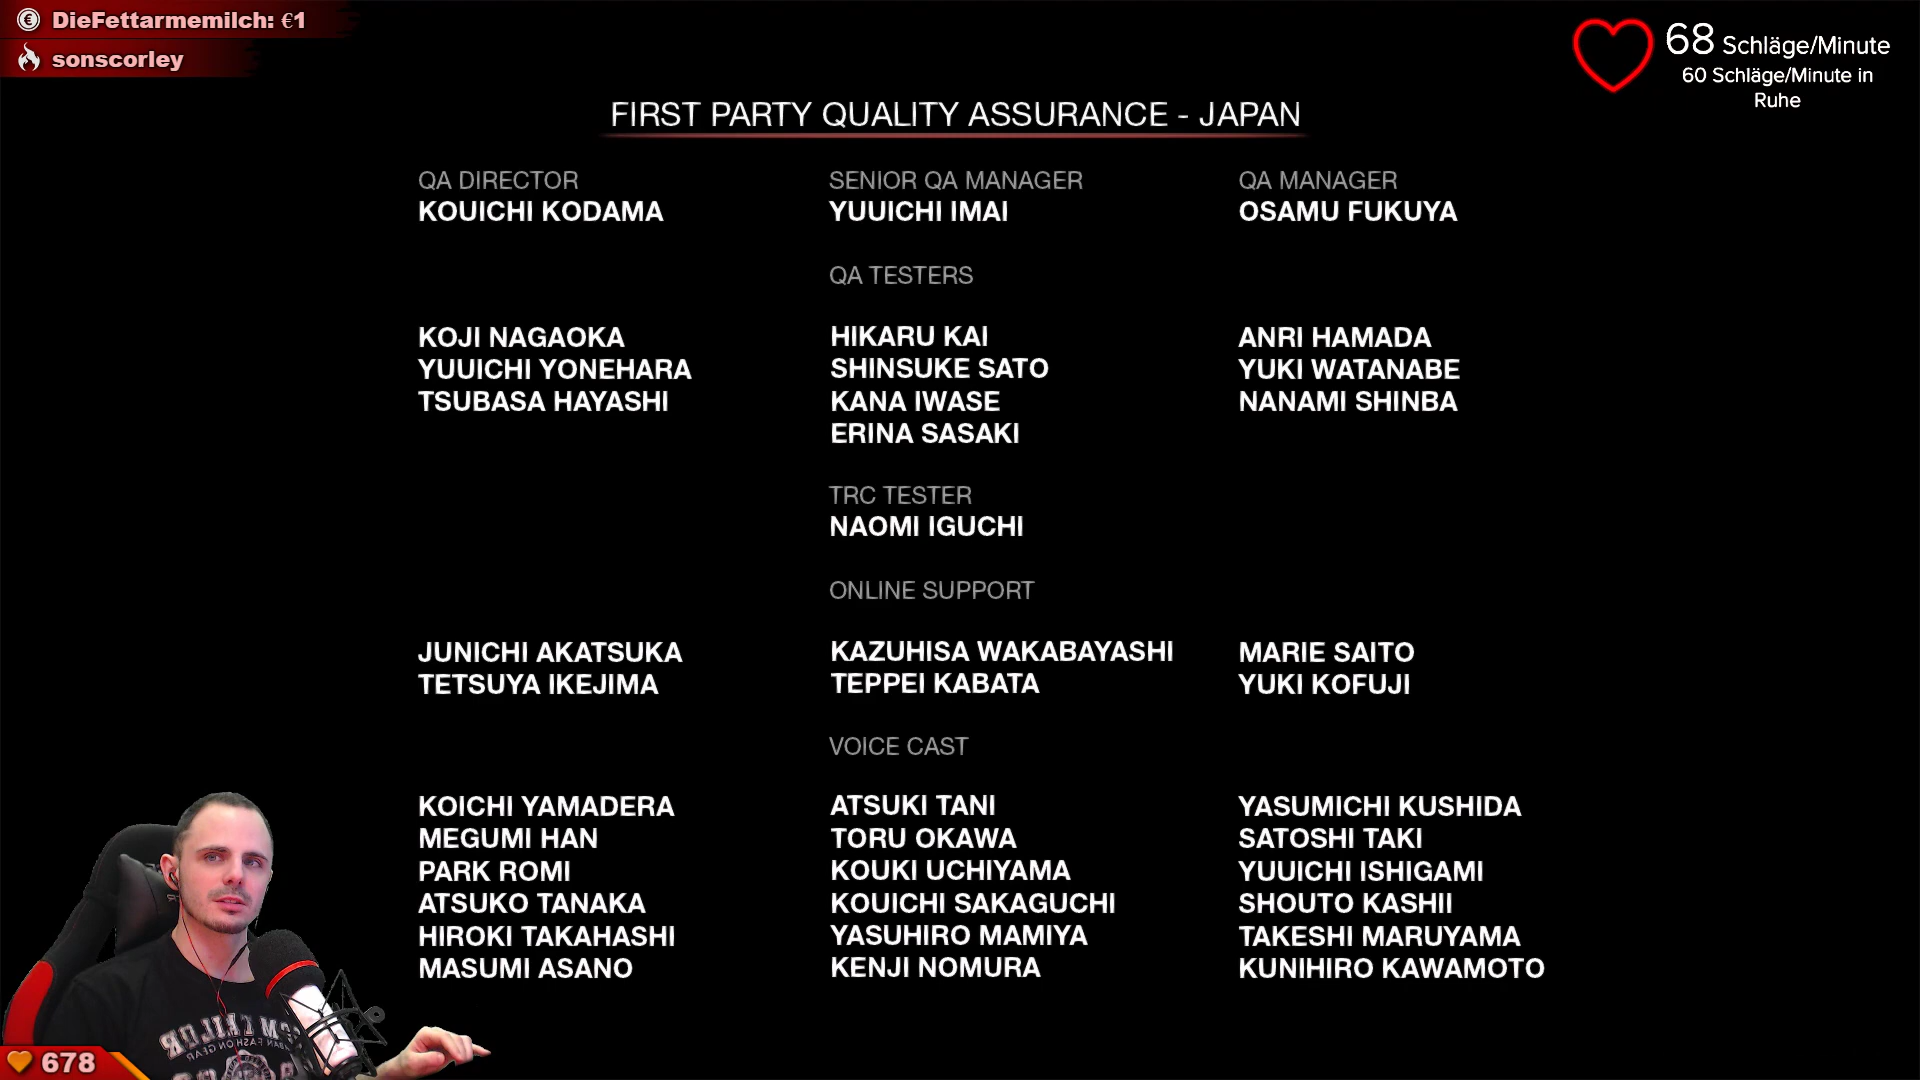 DieFettarmemilch: €1
sonscorley
68 Schläge/Minute
60 Schläge/Minute in
Ruhe
FIRST PARTY QUALITY ASSURANCE - JAPAN
QA DIRECTOR
KOUICHI KODAMA
SENIOR QA MANAGER
YUUICHI IMAI
QA MANAGER
OSAMU FUKUYA
QA TESTERS
KOJI NAGAOKA
YUUICHI YONEHARA
TSUBASA HAYASHI
HIKARU KAI
SHINSUKE SATO
KANA IWASE
ERINA SASAKI
ANRI HAMADA
YUKI WATANABE
NANAMI SHINBA
TRC TESTER
NAOMI IGUCHI
ONLINE SUPPORT
JUNICHI AKATSUKA
TETSUYA IKEJIMA
KAZUHISA WAKABAYASHI
TEPPEI KABATA
MARIE SAITO
YUKI KOFUJI
VOICE CAST
KOICHI YAMADERA
MEGUMI HAN
PARK ROMI
ATSUKO TANAKA
HIROKI TAKAHASHI
MASUMI ASANO
ATSUKI TANI
TORU OKAWA
KOUKI UCHIYAMA
KOUICHI SAKAGUCHI
YASUHIRO MAMIYA
KENJI NOMURA
YASUMICHI KUSHIDA
SATOSHI TAKI
YUUICHI ISHIGAMI
SHOUTO KASHII
TAKESHI MARUYAMA
KUNIHIRO KAWAMOTO
678